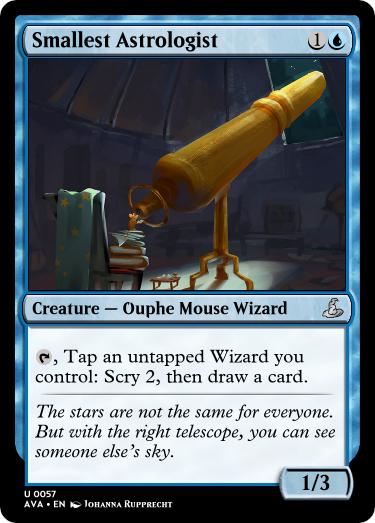 Smallest Astrologist 1
Creature — Ouphe Mouse Wizard
, Tap an untapped Wizard you
control: Scry 2, then draw a card.
The stars are not the same for everyone.
But with the right telescope, you can see
someone else's sky.
1/3
U 0057
AVA • EN Johanna Rupprecht